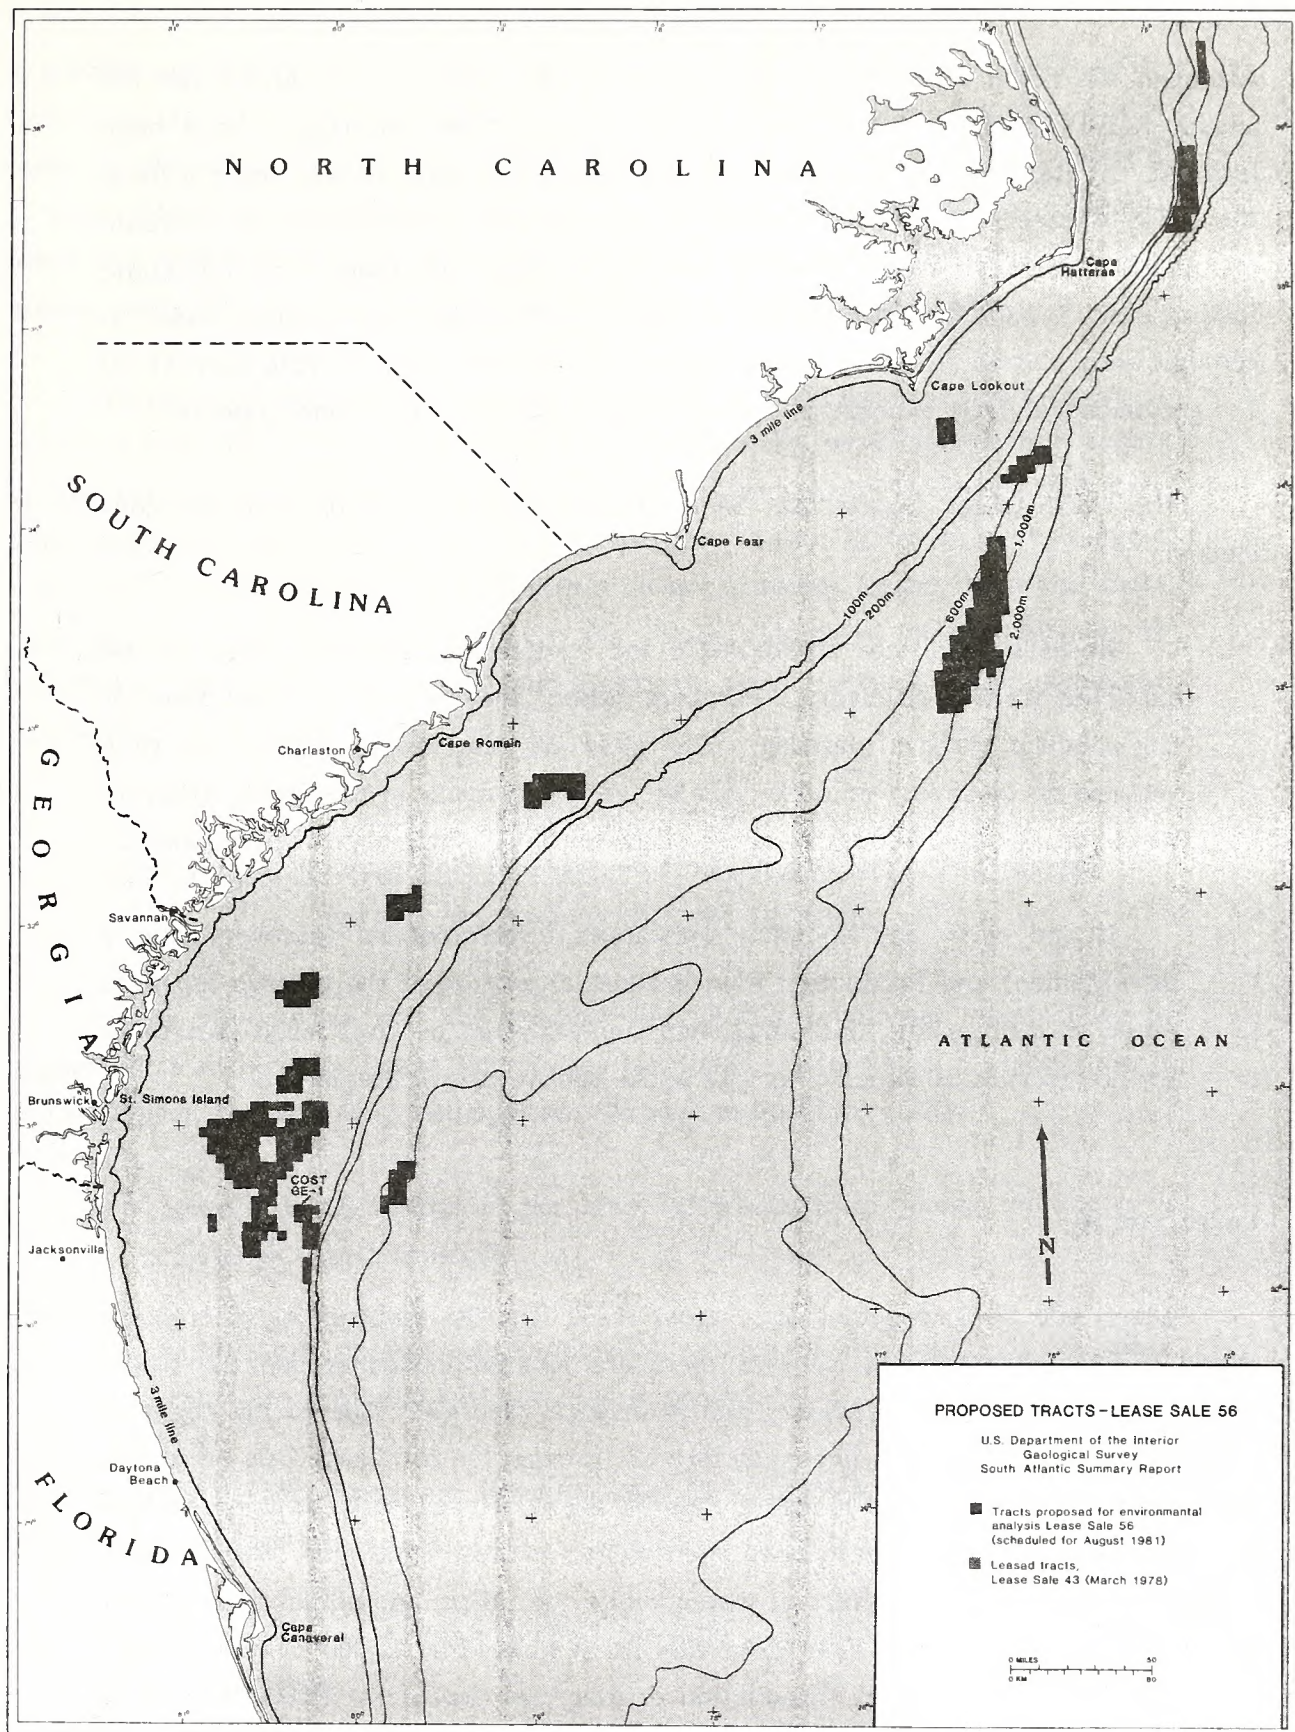 NORTH CAROLINA
Cape
Hatteras
Cape Lookout
3 mile line
SOUTH CAROLINA
Cape Fear
1,000m
100m
200m
600m
2,000m
GEORGIA
Charleston
Cape Romain
Savannah
ATLANTIC OCEAN
Brunswick
St. Simons Island
COST
GE-1
N
Jacksonville
3 mile line
Daytona
Beach
FLORIDA
Cape
Canaveral
PROPOSED TRACTS – LEASE SALE 56
U.S. Department of the Interior
Geological Survey
South Atlantic Summary Report
Tracts proposed for environmental
analysis Lease Sale 56
(scheduled for August 1981)
Leased tracts,
Lease Sale 43 (March 1978)
0 MILES 50
0 KM 80